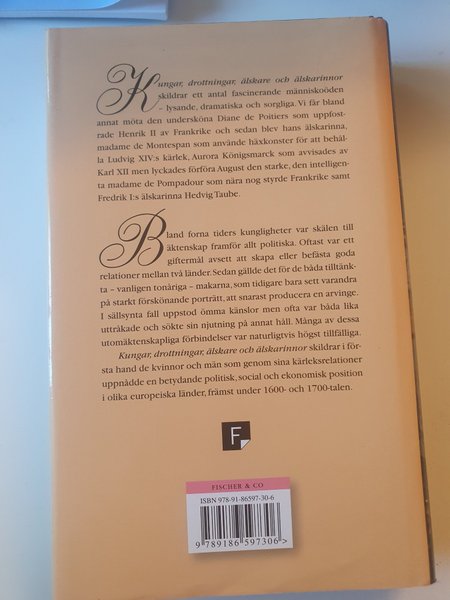 Kungar, drottningar, älskare och älskarinnor
skildrar ett antal fascinerande människoöden
– lysande, dramatiska och sorgliga. Vi får bland
annat möta den undersköna Diane de Poitiers som uppfost-
rade Henrik II av Frankrike och sedan blev hans älskarinna,
madame de Montespan som använde häxkonster för att behål-
la Ludvig XIV:s kärlek, Aurora Königsmarck som avvisades av
Karl XII men lyckades förföra August den starke, den intelligen-
ta madame de Pompadour som nära nog styrde Frankrike samt
Fredrik I:s älskarinna Hedvig Taube.
Bland forna tiders kungligheter var skälen till
äktenskap framför allt politiska. Oftast var ett
giftermål avsett att skapa eller befästa goda
relationer mellan två länder. Sedan gällde det för de båda tilltänk-
ta – vanligen tonåriga – makarna, som tidigare bara sett varandra
på starkt förskönande porträtt, att snarast producera en arvinge.
I sällsynta fall uppstod ömma känslor men ofta var båda lika
uttråkade och sökte sin njutning på annat håll. Många av dessa
utomäktenskapliga förbindelser var naturligtvis högst tillfälliga.
Kungar, drottningar, älskare och älskarinnor skildrar i för-
sta hand de kvinnor och män som genom sina kärleksrelationer
uppnådde en betydande politisk, social och ekonomisk position
i olika europeiska länder, främst under 1600- och 1700-talen.
F
FISCHER & CO
ISBN 978-91-86597-30-6
9 789186 597306 >